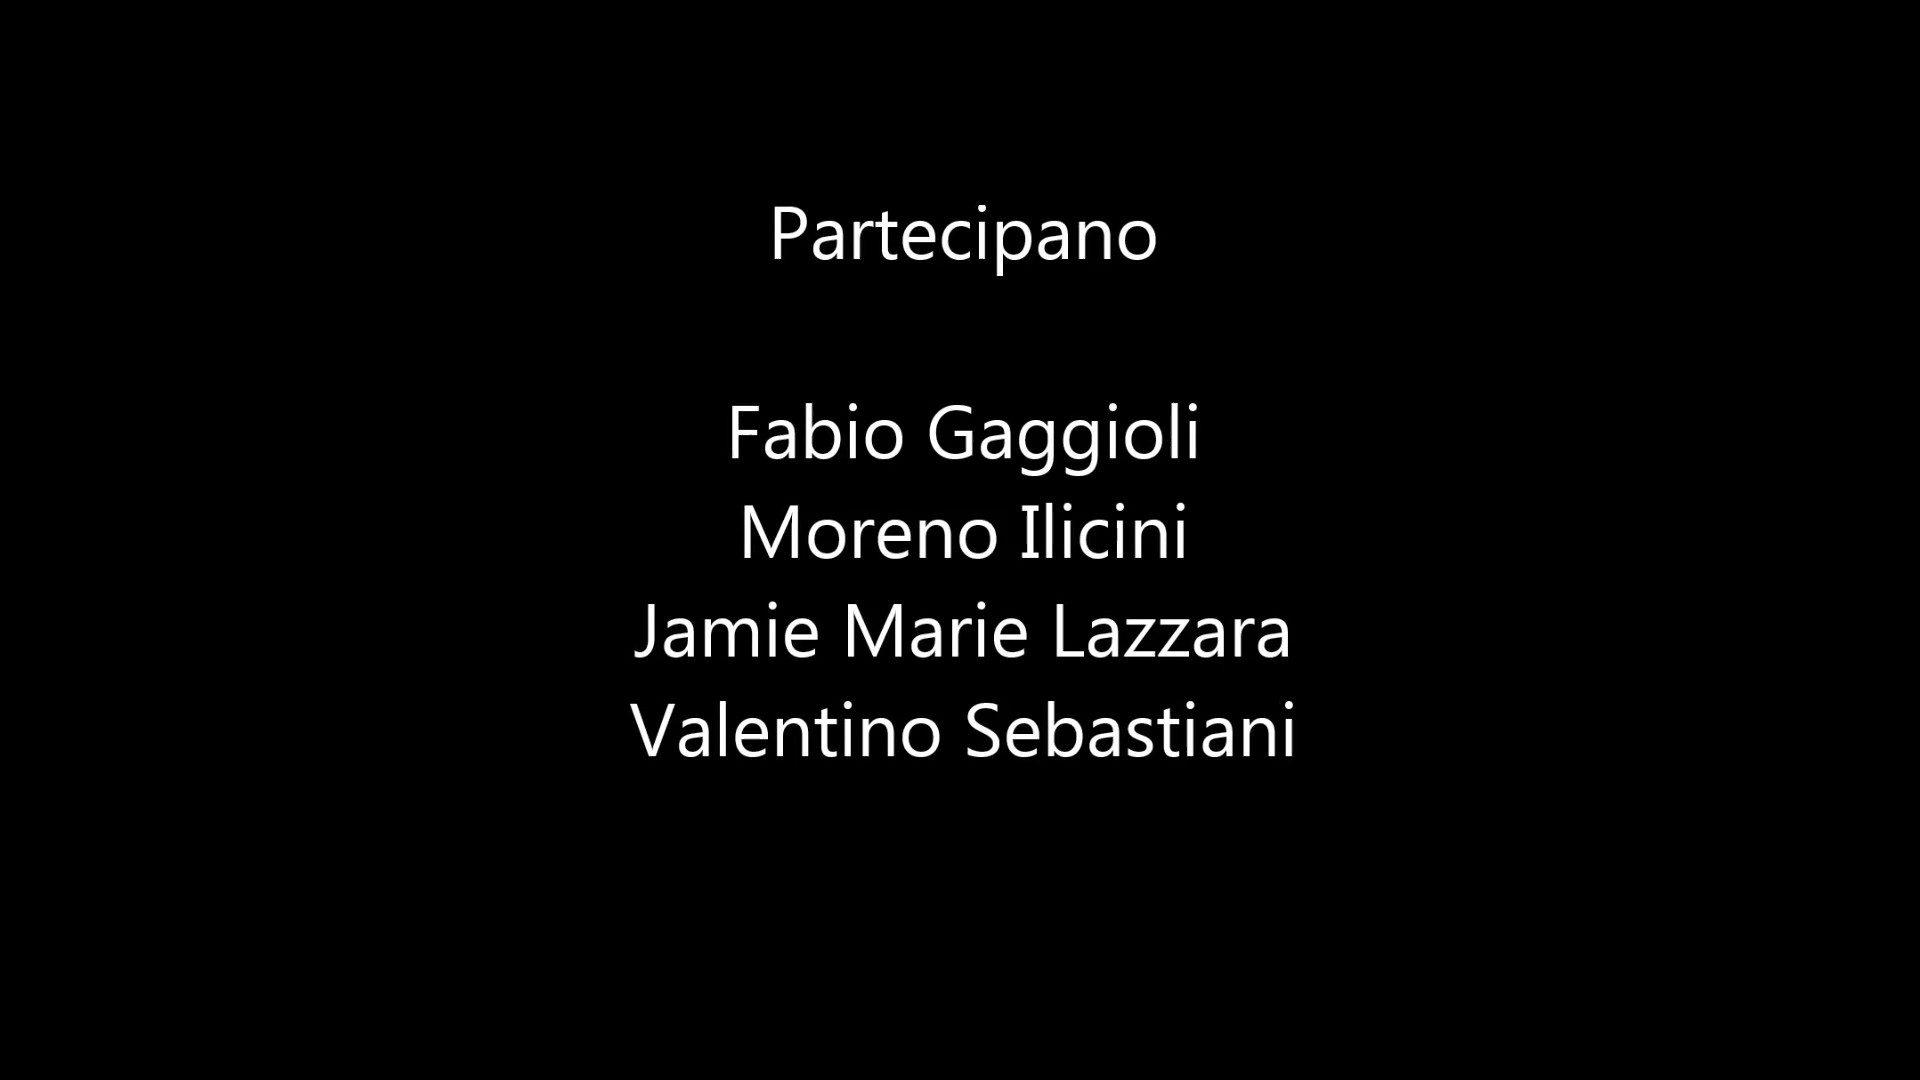 Partecipano
Fabio Gaggioli
Moreno Ilicini
Jamie Marie Lazzara
Valentino Sebastiani